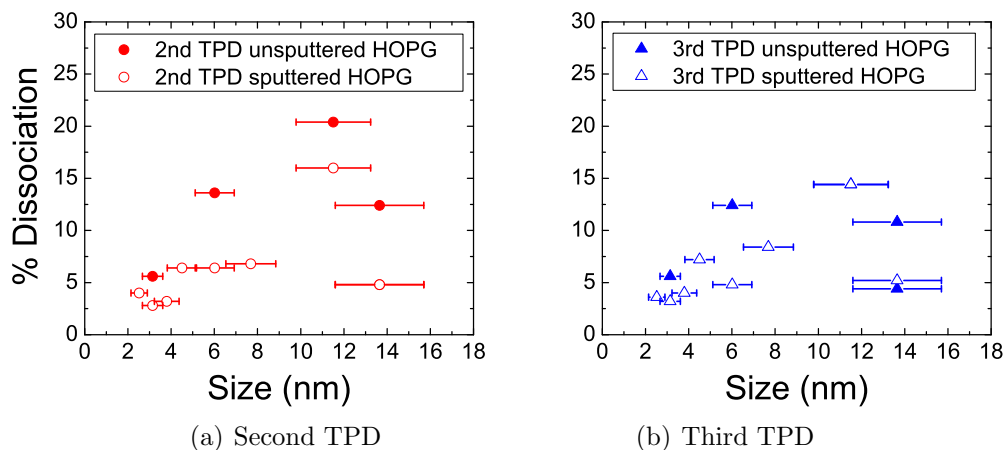 30
25
20
15
10
5
0
% Dissociation
2nd TPD unsputtered HOPG
2nd TPD sputtered HOPG
0 2 4 6 8 10 12 14 16 18
Size (nm)
(a) Second TPD
30
25
20
15
10
5
0
3rd TPD unsputtered HOPG
3rd TPD sputtered HOPG
0 2 4 6 8 10 12 14 16 18
Size (nm)
(b) Third TPD